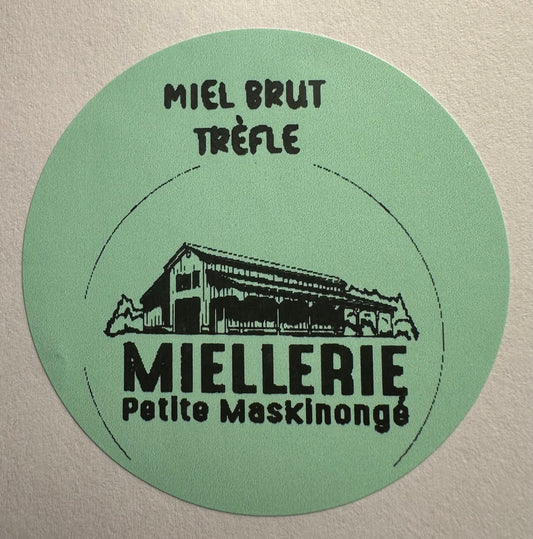 MIEL BRUT
TRÈFLE
MIELLERIE
Petite Maskinongé